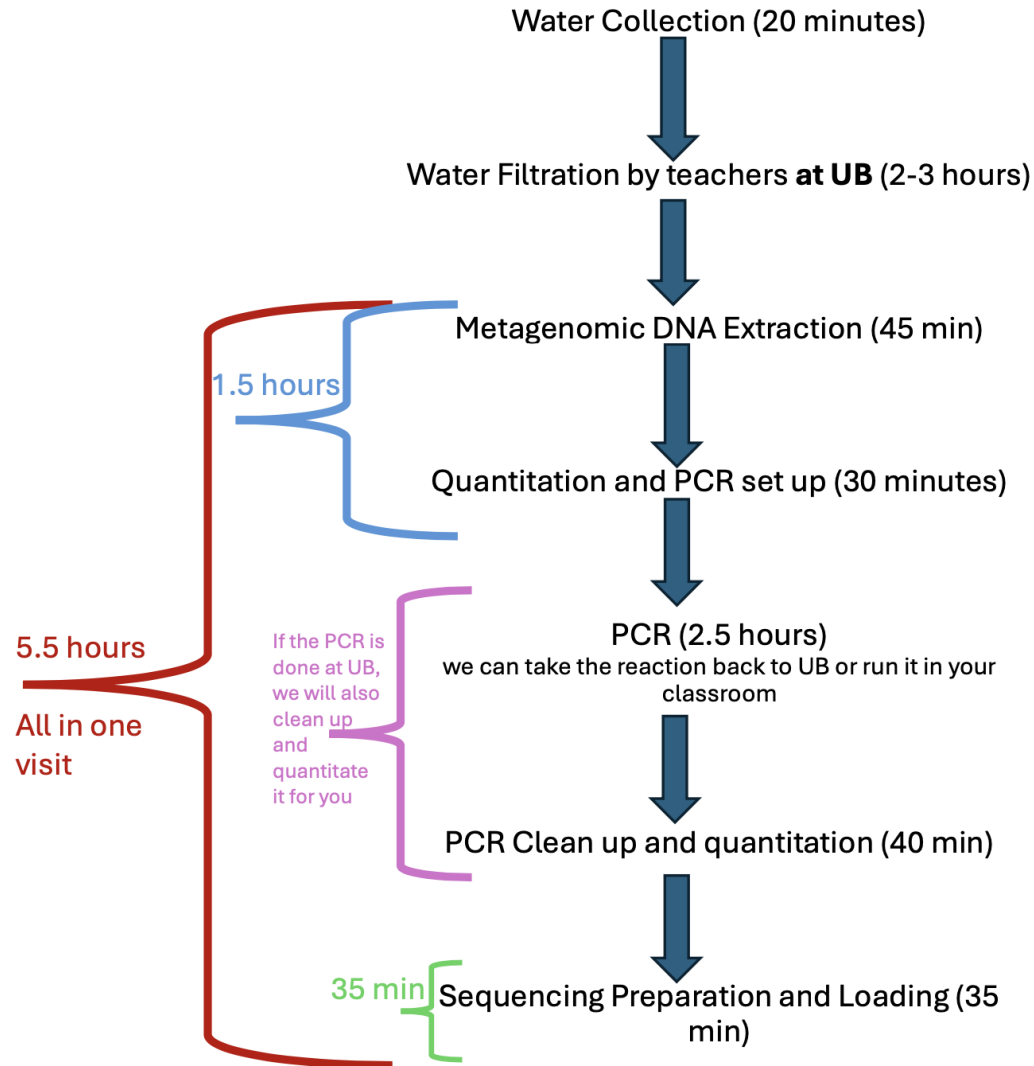 Water Collection (20 minutes)
Water Filtration by teachers at UB (2-3 hours)
Metagenomic DNA Extraction (45 min)
1.5 hours
Quantitation and PCR set up (30 minutes)
PCR (2.5 hours)
we can take the reaction back to UB or run it in your
classroom
If the PCR is
done at UB,
we will also
clean up
and
quantitate
it for you
5.5 hours
All in one
visit
PCR Clean up and quantitation (40 min)
35 min
Sequencing Preparation and Loading (35
min)